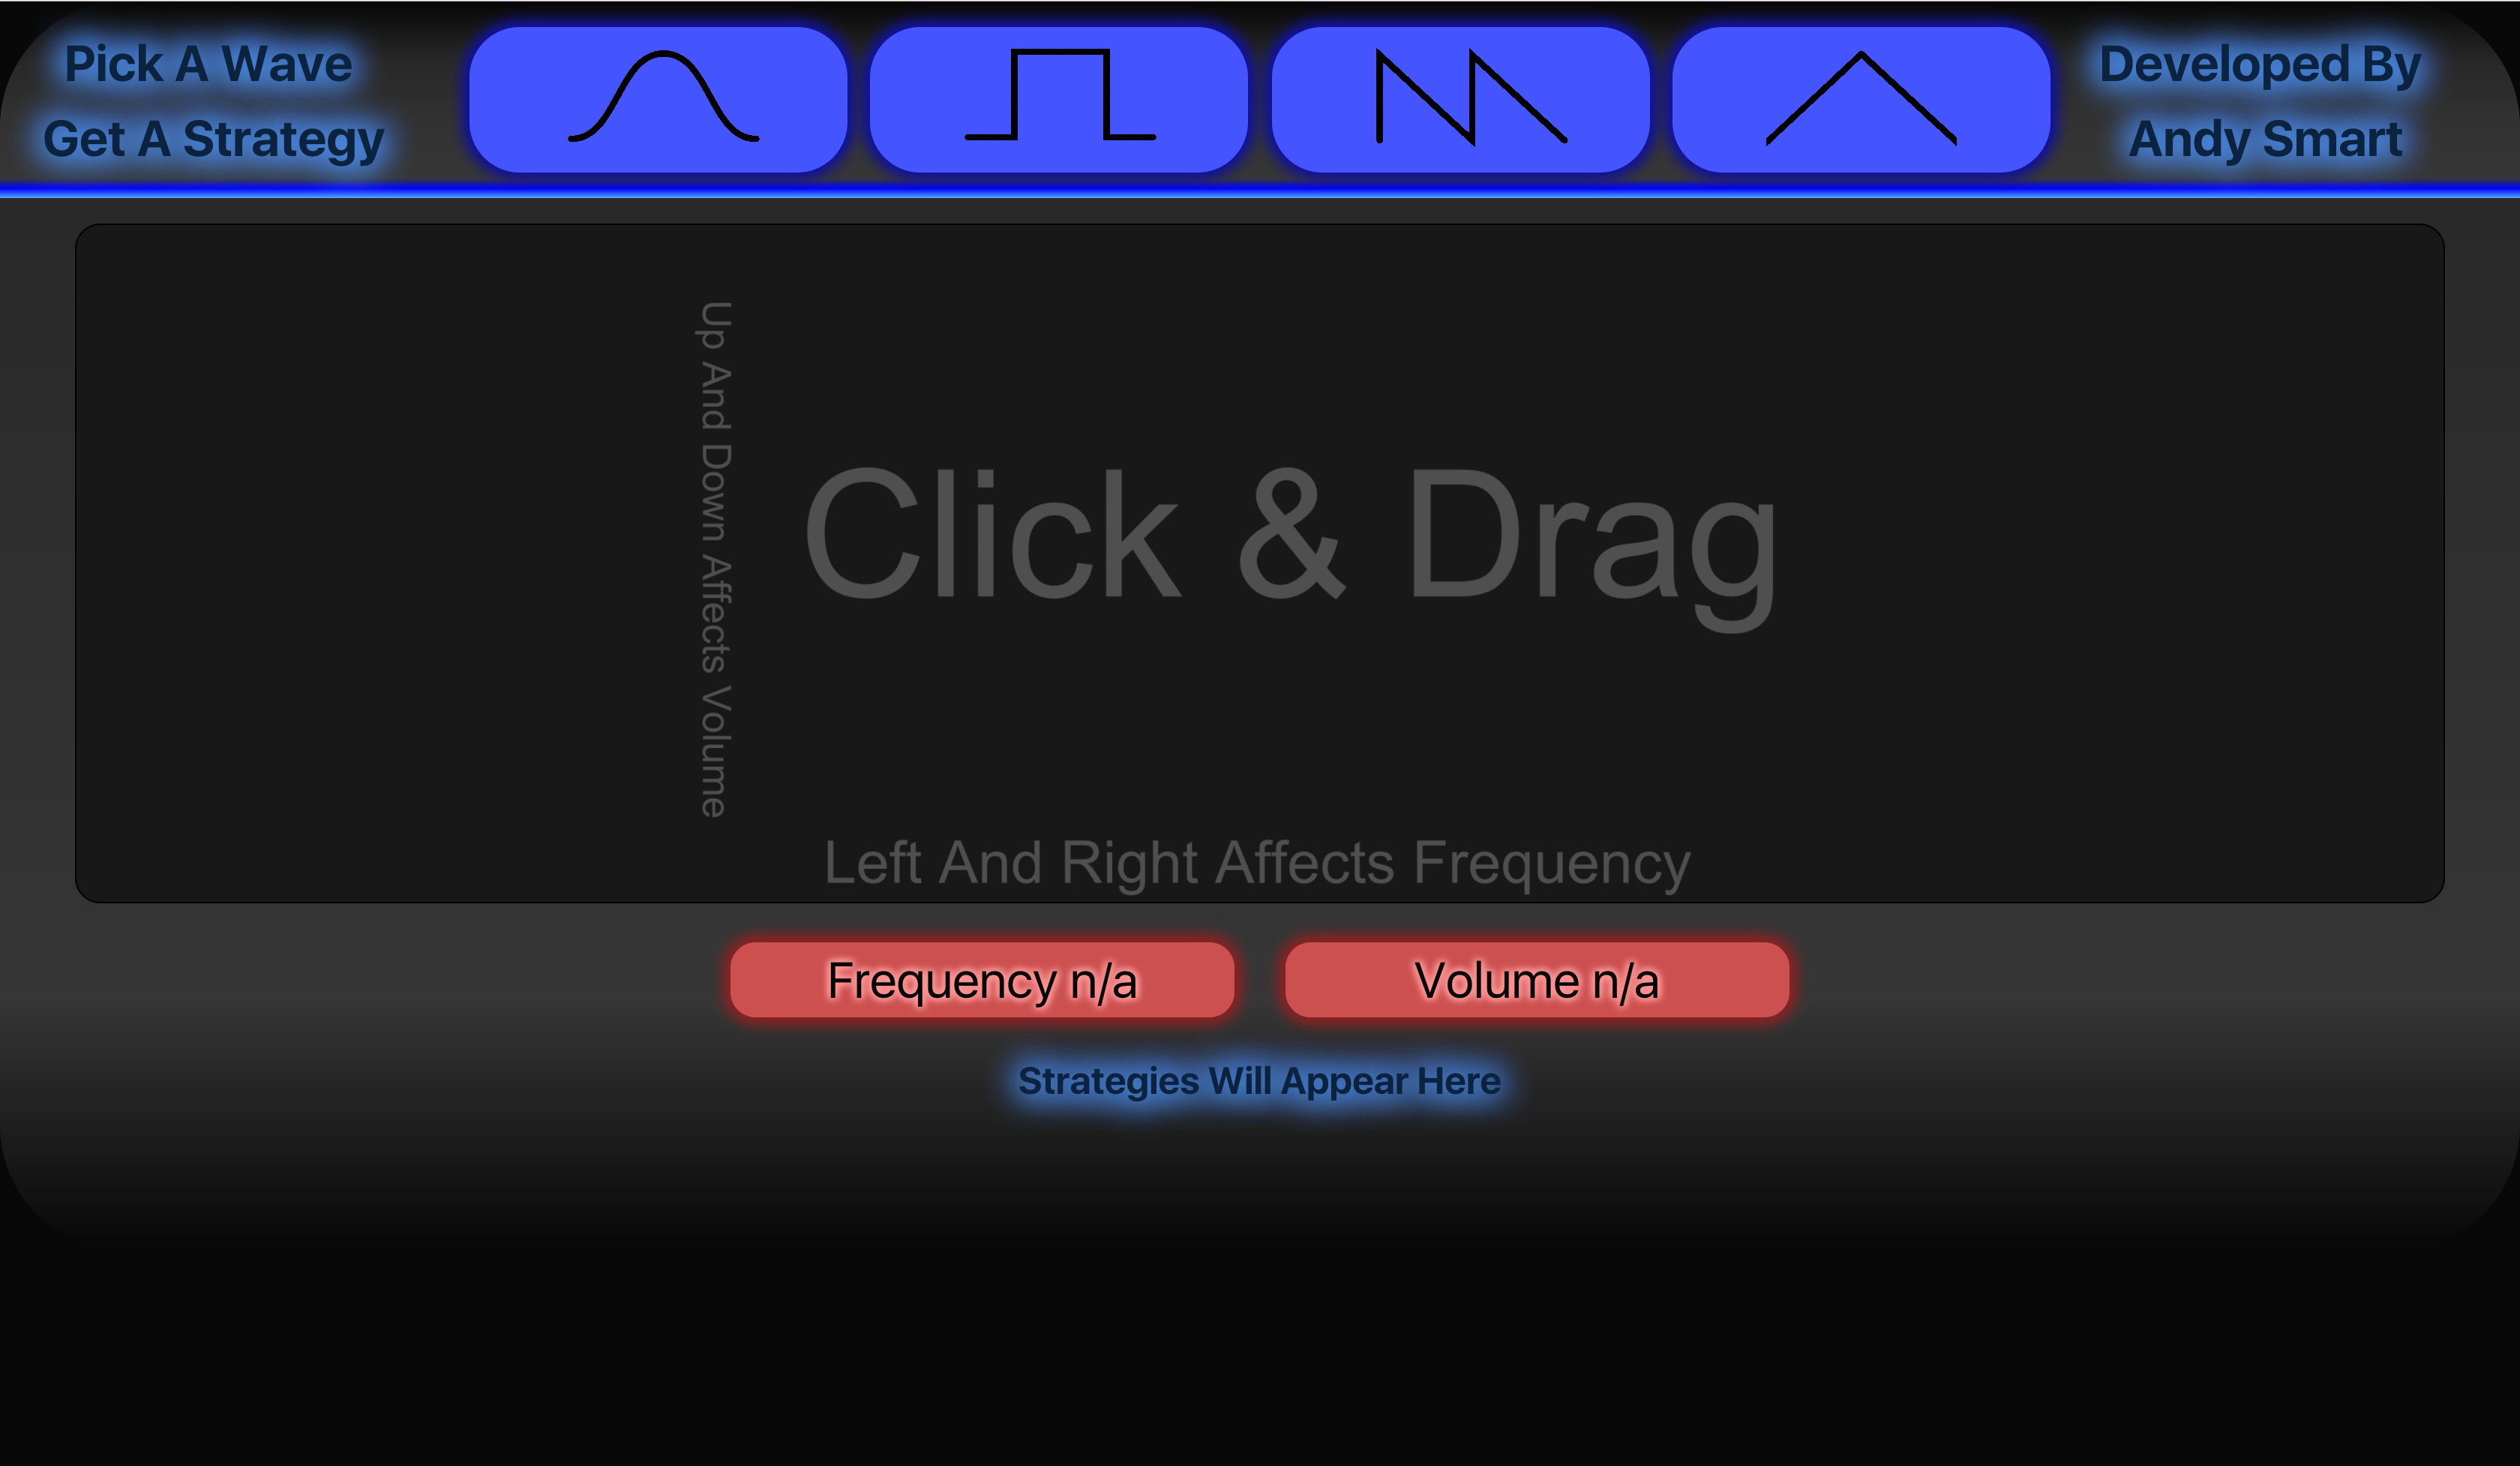 Pick A Wave
Get A Strategy
Developed By
Andy Smart
Up And Down Affects Volume
Click & Drag
Left And Right Affects Frequency
Frequency n/a
Volume n/a
Strategies Will Appear Here